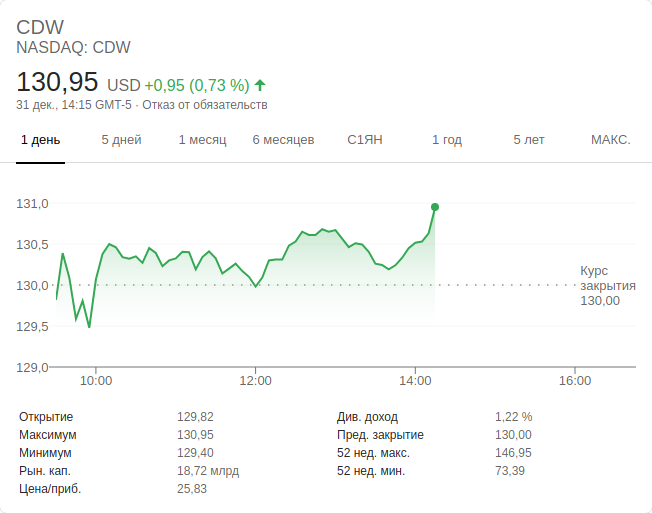 CDW
NASDAQ: CDW
130,95 USD +0,95 (0,73 %)
31 дек., 14:15 GMT-5 · Отказ от обязательств
1 день 5 дней 1 месяц 6 месяцев С1ЯН 1 год 5 лет МАКС.
131,0
130,5
130,0
129,5
129,0
Курс
закрытия
130,00
10:00 12:00 14:00 16:00
Открытие 129,82 Див. доход 1,22 %
Максимум 130,95 Пред. закрытие 130,00
Минимум 129,40 52 нед. макс. 146,95
Рын. кап. 18,72 млрд 52 нед. мин. 73,39
Цена/приб. 25,83